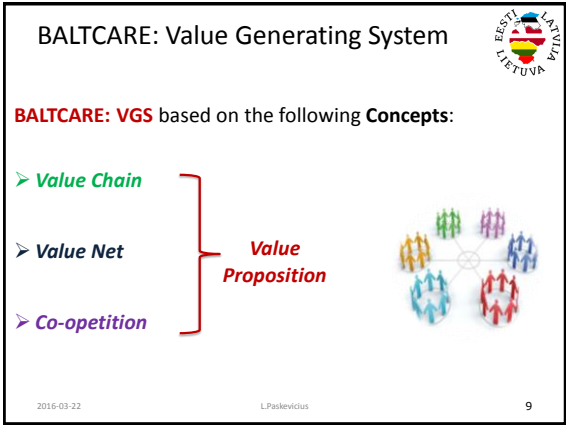 BALTCARE: Value Generating System
EESTI LATVIJA LIETUVA
BALTCARE: VGS based on the following Concepts:
➢ Value Chain
➢ Value Net
Value
Proposition
➢ Co-opetition
2016-03-22 L.Paskevicius 9